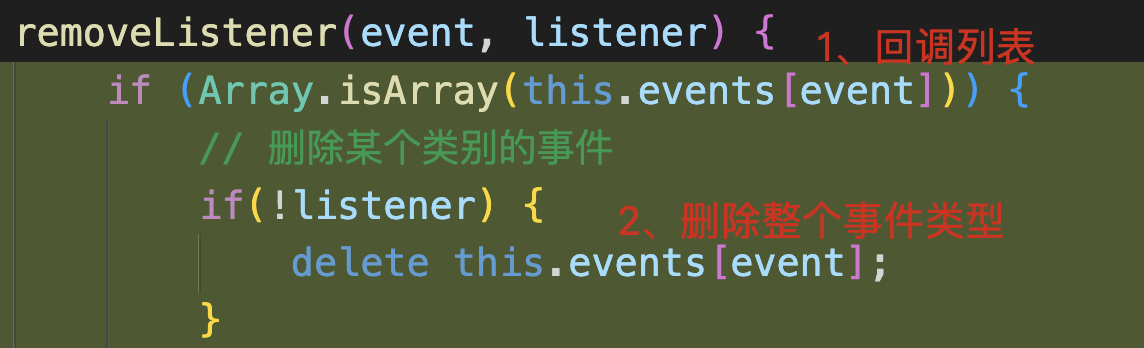 removeListener(event, listener) {
1、回调列表
if (Array.isArray(this.events[event])) {
// 删除某个类别的事件
if(!listener) {
2、删除整个事件类型
delete this.events[event];
}